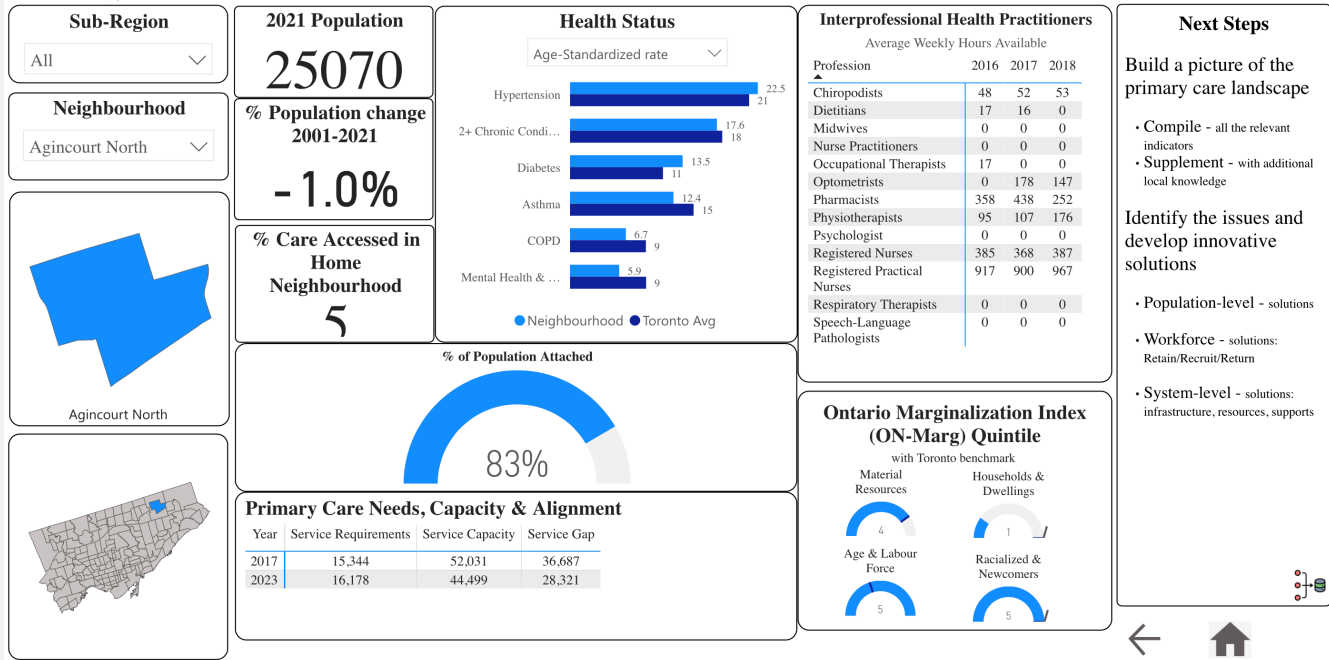 Sub-Region
All
Neighbourhood
Agincourt North
Agincourt North
2021 Population
25070
% Population change
2001-2021
-1.0%
% Care Accessed in
Home
Neighbourhood
5
Health Status
Age-Standardized rate
Hypertension 22.5
21
2+ Chronic Condi... 17.6
18
Diabetes 13.5
11
Asthma 12.4
15
COPD 6.7
9
Mental Health & ... 5.9
9
Neighbourhood Toronto Avg
% of Population Attached
83%
Primary Care Needs, Capacity & Alignment
Year Service Requirements Service Capacity Service Gap
2017 15,344 52,031 36,687
2023 16,178 44,499 28,321
Interprofessional Health Practitioners
Average Weekly Hours Available
Profession 2016 2017 2018
Chiropodists 48 52 53
Dietitians 17 16 0
Midwives 0 0 0
Nurse Practitioners 0 0 0
Occupational Therapists 17 0 0
Optometrists 0 178 147
Pharmacists 358 438 252
Physiotherapists 95 107 176
Psychologist 0 0 0
Registered Nurses 385 368 387
Registered Practical 917 900 967
Nurses
Respiratory Therapists 0 0 0
Speech-Language 0 0 0
Pathologists
Ontario Marginalization Index
(ON-Marg) Quintile
with Toronto benchmark
Material
Resources
4
Households &
Dwellings
1
Age & Labour
Force
5
Racialized &
Newcomers
5
Next Steps
Build a picture of the
primary care landscape
• Compile - all the relevant
indicators
• Supplement - with additional
local knowledge
Identify the issues and
develop innovative
solutions
• Population-level - solutions
• Workforce - solutions:
Retain/Recruit/Return
• System-level - solutions:
infrastructure, resources, supports